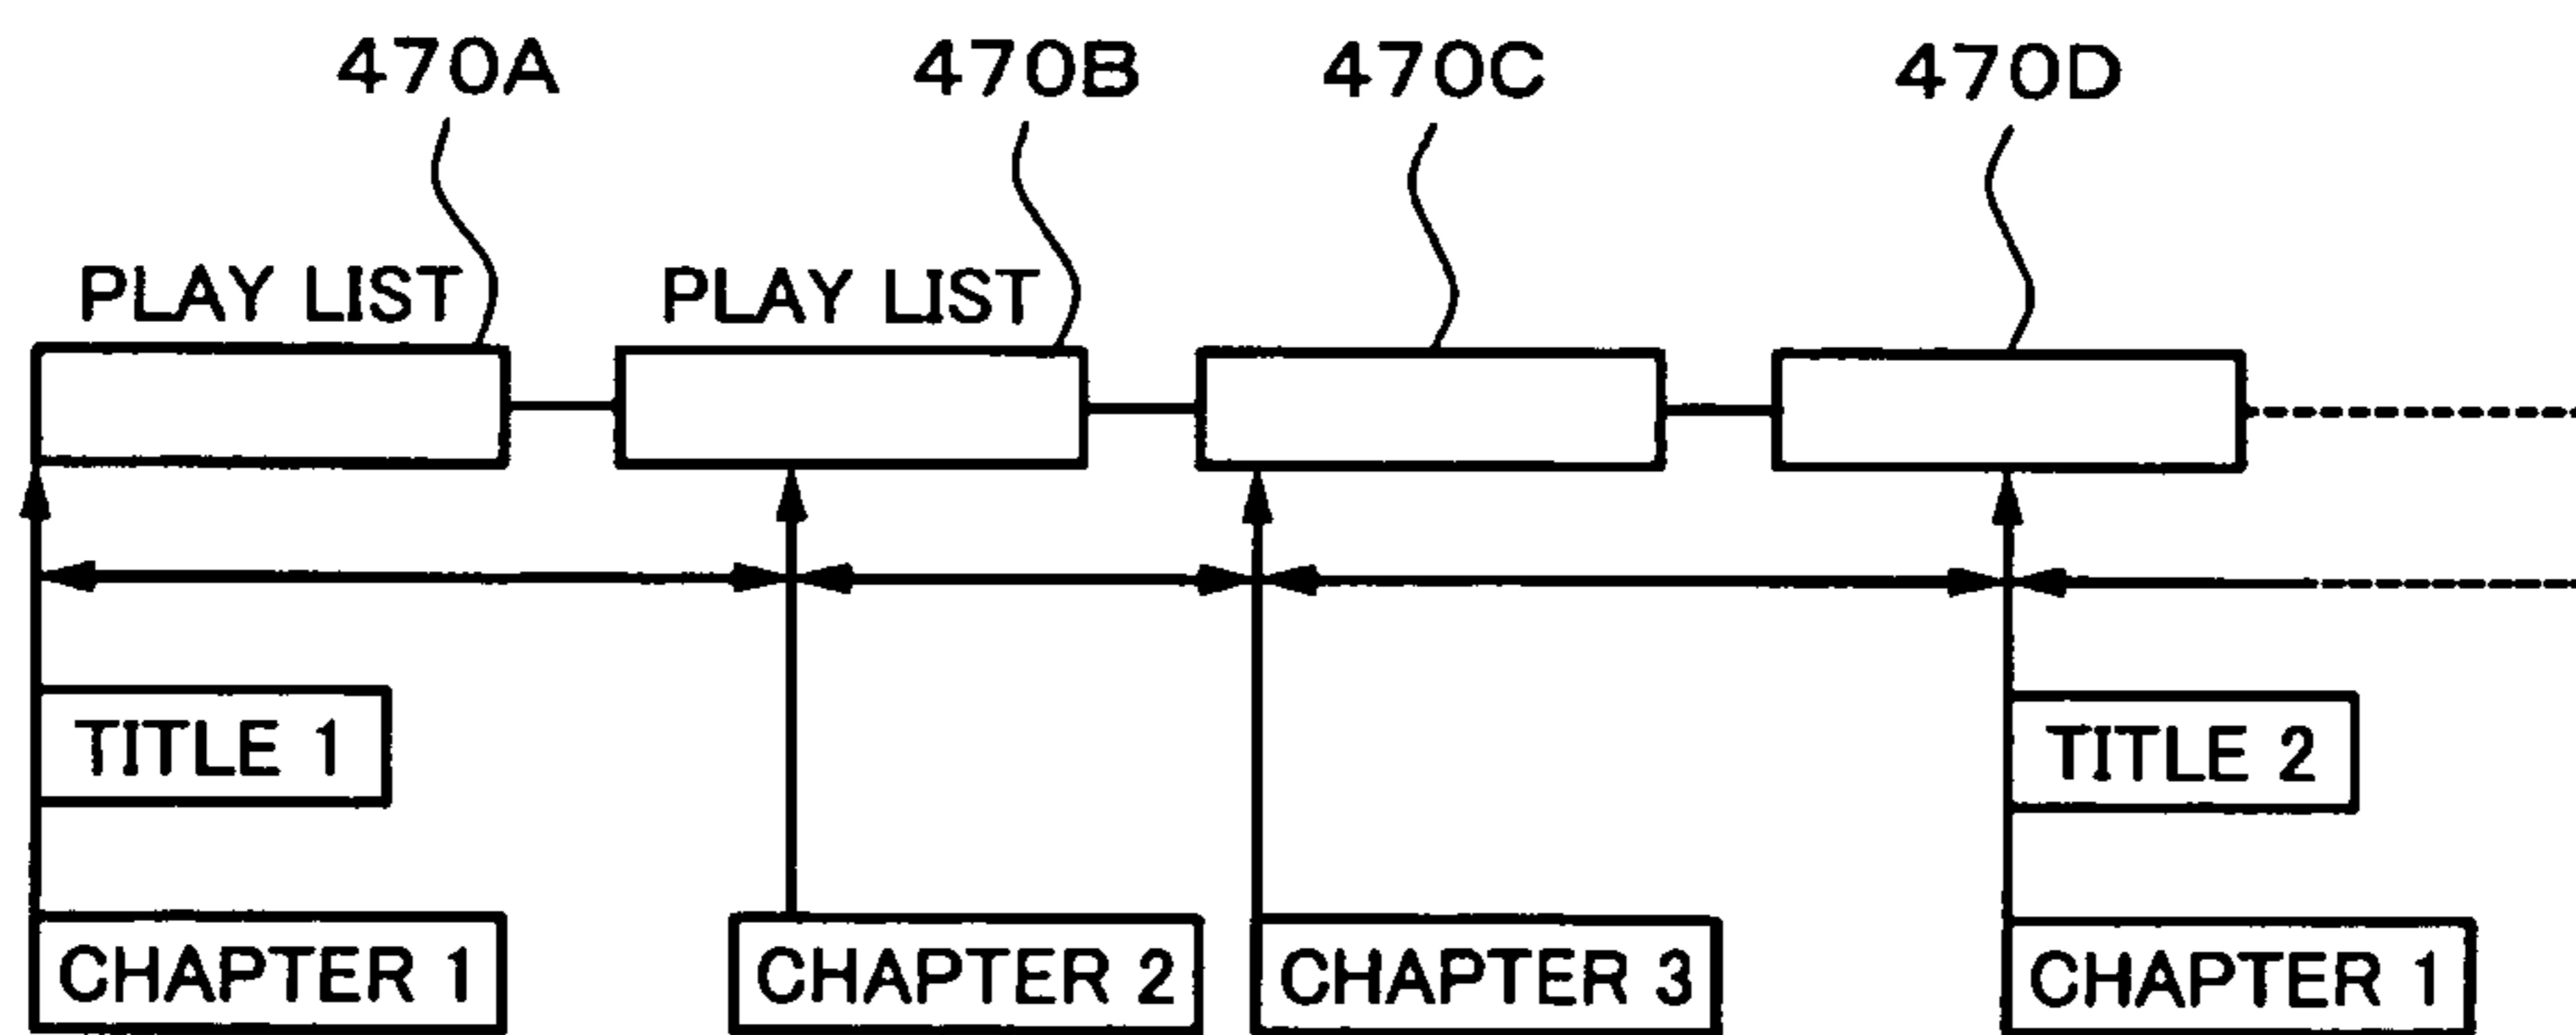 470A 470B 470C 470D
PLAY LIST PLAY LIST
TITLE 1 TITLE 2
CHAPTER 1 CHAPTER 2 CHAPTER 3 CHAPTER 1